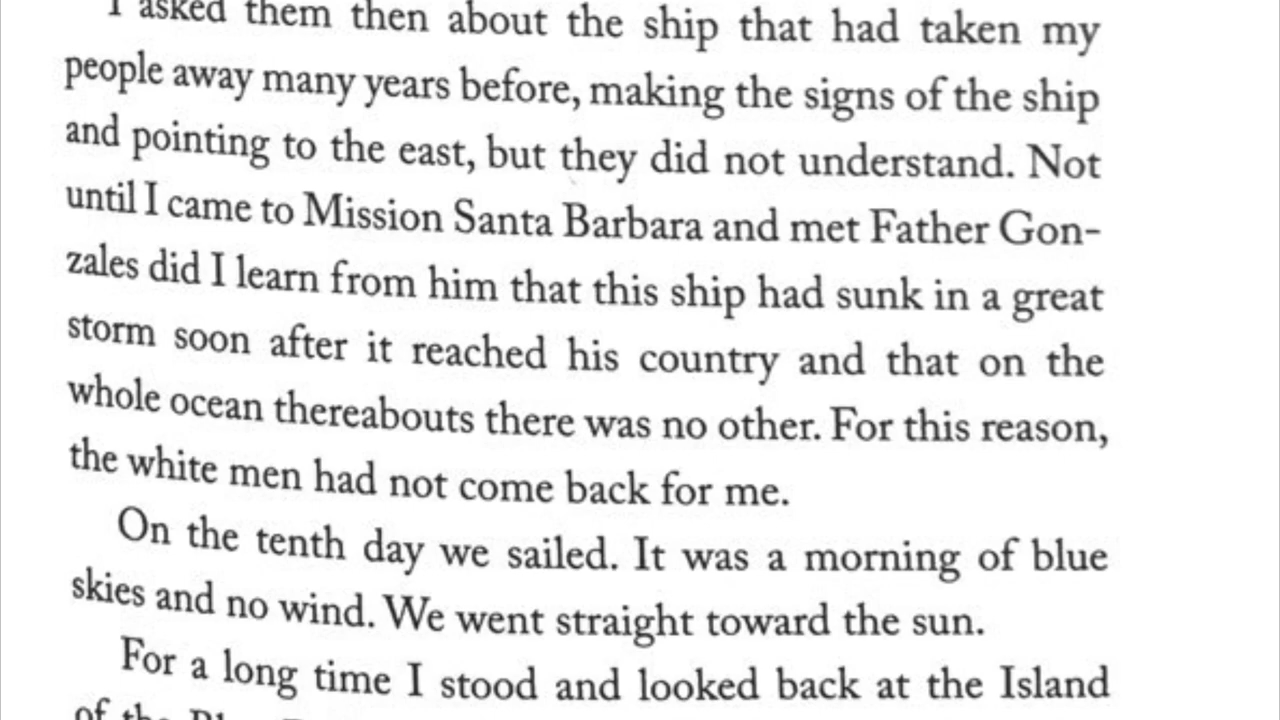 I asked them then about the ship that had taken my
people away many years before, making the signs of the ship
and pointing to the east, but they did not understand. Not
until I came to Mission Santa Barbara and met Father Gon-
zales did I learn from him that this ship had sunk in a great
storm soon after it reached his country and that on the
whole ocean thereabouts there was no other. For this reason,
the white men had not come back for me.
On the tenth day we sailed. It was a morning of blue
skies and no wind. We went straight toward the sun.
For a long time I stood and looked back at the Island
of the